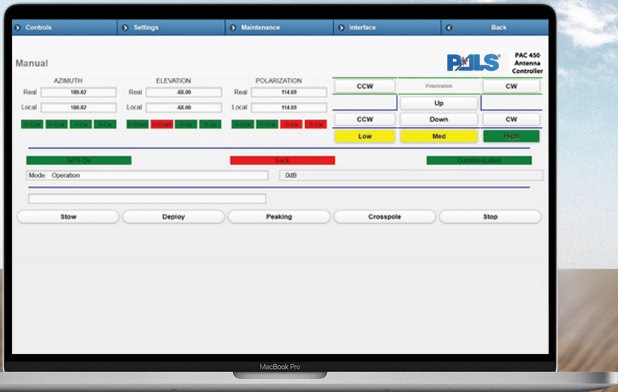 Controls Settings Maintenance Interface Back
Manual
PALS
PAC 450
Antenna
Controller
AZIMUTH ELEVATION POLARIZATION
Real 188.62 Real -68.00 Real 114.69
Local 188.62 Local -68.00 Local 114.69
CCW Polarization CW
Up
CCW Down CW
Low Med High
GPS On Lock Communication
Mode: Operation 0dB
Stow Deploy Peaking Crosspole Stop
MacBook Pro